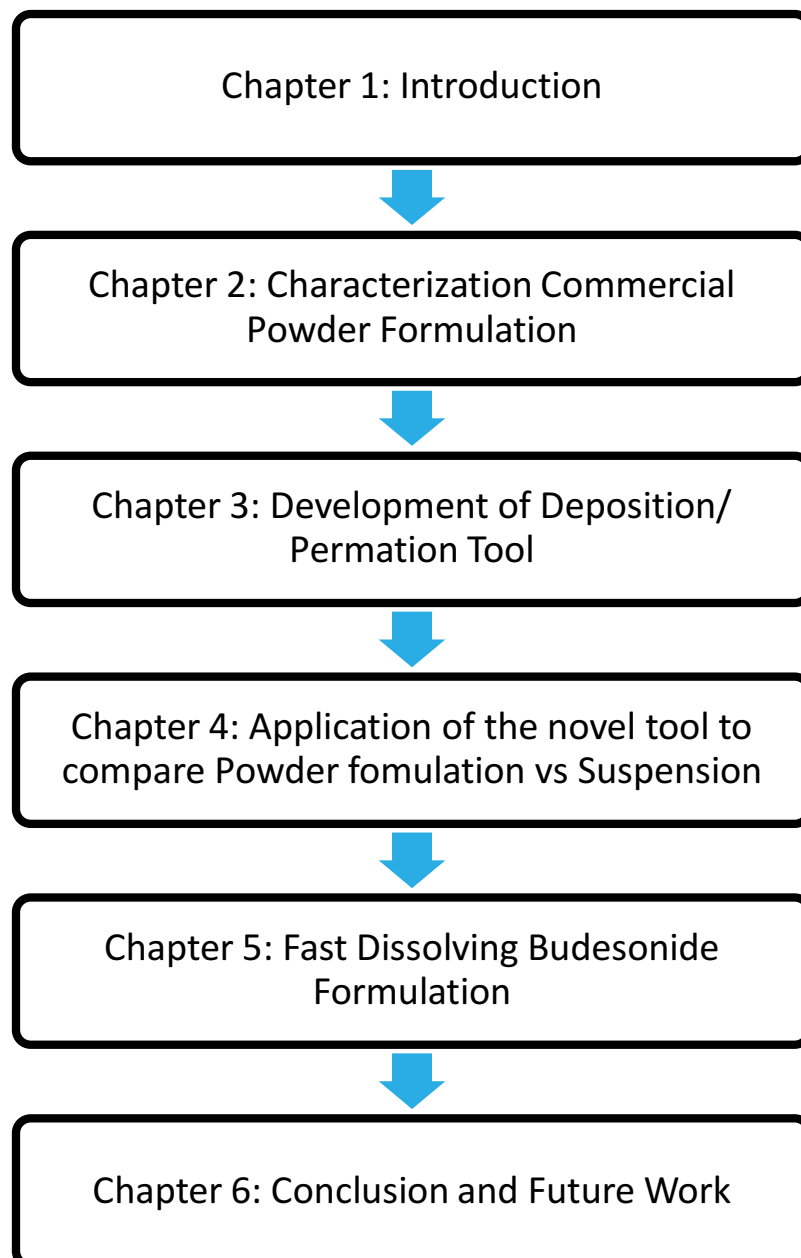 Chapter 1: Introduction
Chapter 2: Characterization Commercial
Powder Formulation
Chapter 3: Development of Deposition/
Permation Tool
Chapter 4: Application of the novel tool to
compare Powder fomulation vs Suspension
Chapter 5: Fast Dissolving Budesonide
Formulation
Chapter 6: Conclusion and Future Work